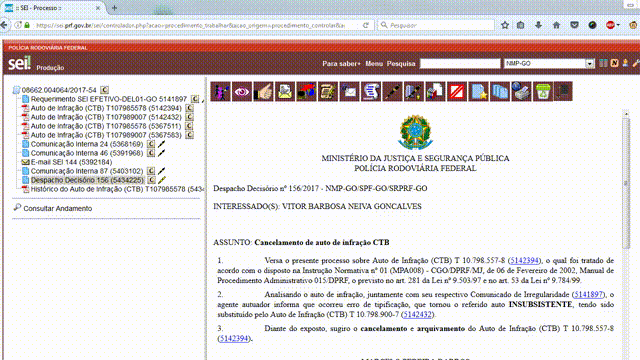 :: SEI - Processo ::
https://sei.prf.gov.br/sei/controlador.php?acao=procedimento_trabalhar&acao_origem=procedimento_controlar&
Pesquisar
POLÍCIA RODOVIÁRIA FEDERAL
sei!
Produção
Para saber+ Menu Pesquisa
NMP-GO
08662.004064/2017-54
Requerimento SEI EFETIVO-DEL01-GO 5141897
Auto de Infração (CTB) T107985578 (5142394)
Auto de Infração (CTB) T107989007 (5142432)
Auto de Infração (CTB) T107985578 (5367511)
Auto de Infração (CTB) T107989007 (5367563)
Comunicação Interna 24 (5368169)
Comunicação Interna 46 (5391968)
E-mail SEI 144 (5392184)
Comunicação Interna 87 (5403102)
Despacho Decisório 156 (5434225)
Histórico do Auto de Infração (CTB) T107985578 (5434
Consultar Andamento
MINISTÉRIO DA JUSTIÇA E SEGURANÇA PÚBLICA
POLÍCIA RODOVIÁRIA FEDERAL
Despacho Decisório nº 156/2017 - NMP-GO/SPF-GO/SRPRF-GO
INTERESSADO(S): VITOR BARBOSA NEIVA GONCALVES
ASSUNTO: Cancelamento de auto de infração CTB
1. Versa o presente processo sobre Auto de Infração (CTB) T 10.798.557-8 (5142394), o qual foi tratado de
acordo com o disposto na Instrução Normativa nº 01 (MPA008) - CGO/DPRF/MJ, de 06 de Fevereiro de 2002, Manual de
Procedimento Administrativo 015/DPRF, o previsto no art. 281 da Lei nº 9.503/97 e no art. 53 da Lei nº 9.784/99.
2. Analisando o auto de infração, juntamente com seu respectivo Comunicado de Irregularidade (5141897), o
agente autuador informa que ocorreu erro de tipificação, que tornou o referido auto INSUBSISTENTE, tendo sido
substituido pelo Auto de Infração (CTB) T 10.798.900-7 (5142432).
3. Diante do exposto, sugiro o cancelamento e arquivamento do Auto de Infração (CTB) T 10.798.557-8
(5142394).